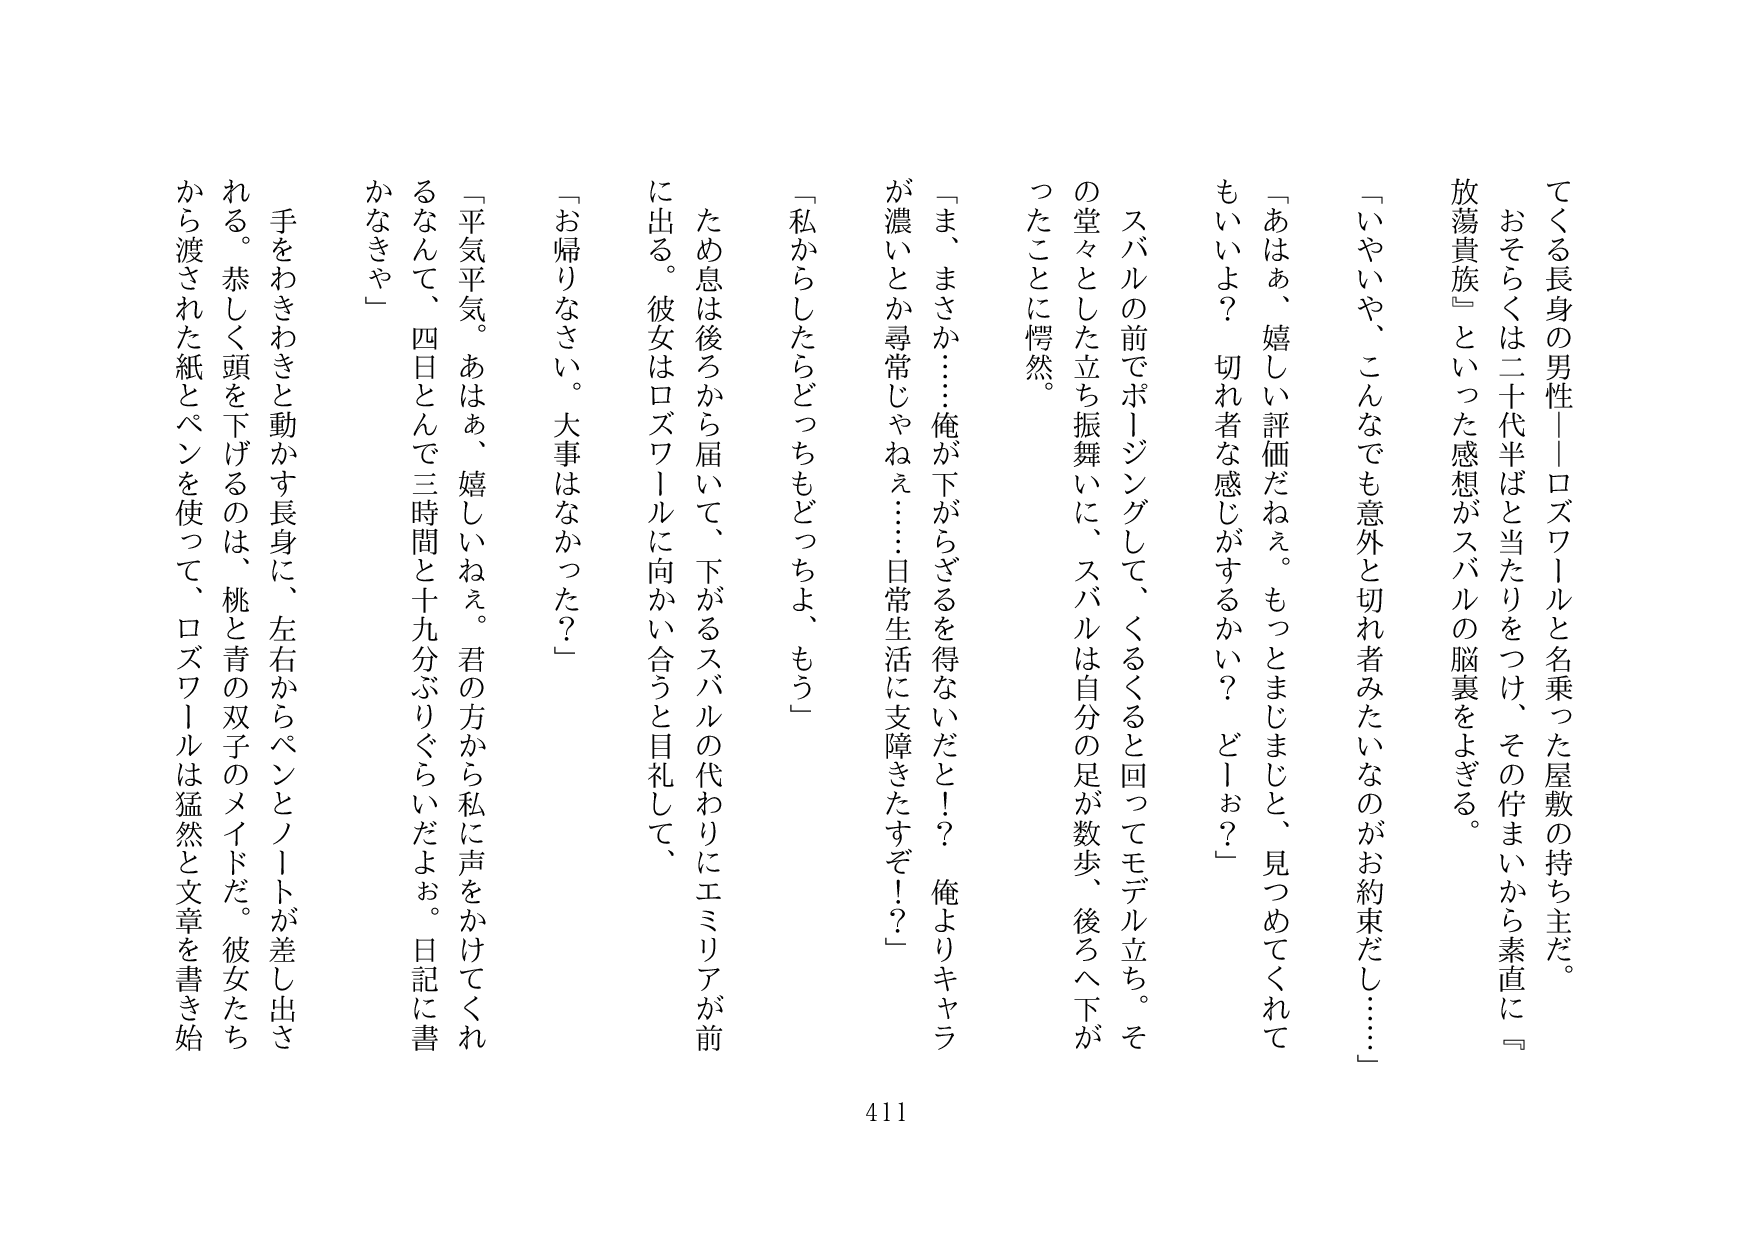 てくる長身の男性――ロズワールと名乗った屋敷の持ち主だ。
　おそらくは二十代半ばと当たりをつけ、その佇まいから素直に『
放蕩貴族』といった感想がスバルの脳裏をよぎる。
「いやいや、こんなでも意外と切れ者みたいなのがお約束だし……」
「あはぁ、嬉しい評価だねぇ。もっとまじまじと、見つめてくれて
もいいよ？　切れ者な感じがするかい？　どーぉ？」
　スバルの前でポージングして、くるくると回ってモデル立ち。そ
の堂々とした立ち振舞いに、スバルは自分の足が数歩、後ろへ下が
ったことに愕然。
「ま、まさか……俺が下がらざるを得ないだと！？　俺よりキャラ
が濃いとか尋常じゃねぇ……日常生活に支障きたすぞ！？」
「私からしたらどっちもどっちよ、もう」
　ため息は後ろから届いて、下がるスバルの代わりにエミリアが前
に出る。彼女はロズワールに向かい合うと目礼して、
「お帰りなさい。大事はなかった？」
「平気平気。あはぁ、嬉しいねぇ。君の方から私に声をかけてくれ
るなんて、四日とんで三時間と十九分ぶりぐらいだよぉ。日記に書
かなきゃ」
　手をわきわきと動かす長身に、左右からペンとノートが差し出さ
れる。恭しく頭を下げるのは、桃と青の双子のメイドだ。彼女たち
から渡された紙とペンを使って、ロズワールは猛然と文章を書き始
411